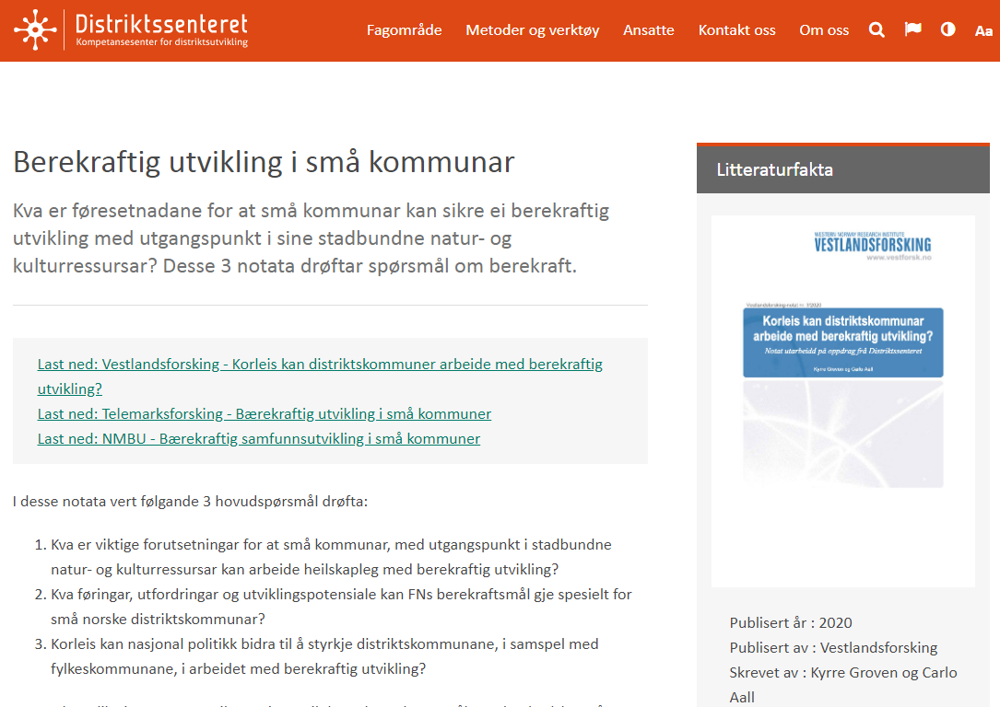 Distriktssenteret
Kompetansesenter for distriktsutvikling
Fagområde
Metoder og verktøy
Ansatte
Kontakt oss
Om oss
Aa
Berekraftig utvikling i små kommunar
Kva er føresetnadane for at små kommunar kan sikre ei berekraftig
utvikling med utgangspunkt i sine stadbundne natur- og
kulturressursar? Desse 3 notata drøftar spørsmål om berekraft.
Last ned: Vestlandsforsking - Korleis kan distriktskommuner arbeide med berekraftig
utvikling?
Last ned: Telemarksforsking - Bærekraftig utvikling i små kommuner
Last ned: NMBU - Bærekraftig samfunnsutvikling i små kommuner
I desse notata vert følgande 3 hovudspørsmål drøfta:
1. Kva er viktige forutsetningar for at små kommunar, med utgangspunkt i stadbundne
natur- og kulturressursar kan arbeide heilskapleg med berekraftig utvikling?
2. Kva føringar, utfordringar og utviklingspotensiale kan FNs berekraftsmål gje spesielt for
små norske distriktskommunar?
3. Korleis kan nasjonal politikk bidra til å styrkje distriktskommunane, i samspel med
fylkeskommunane, i arbeidet med berekraftig utvikling?
Litteraturfakta
WESTERN NORWAY RESEARCH INSTITUTE
VESTLANDSFORSKING
www.vestforsk.no
Vestlandsforsking-notat nr. 7/2020
Korleis kan distriktskommunar
arbeide med berekraftig utvikling?
Notat utarbeidd på oppdrag frå Distriktssenteret
Kyrre Groven og Carlo Aall
Publisert år : 2020
Publisert av : Vestlandsforsking
Skrevet av : Kyrre Groven og Carlo
Aall